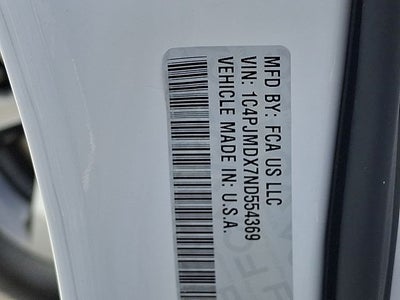 MFD BY: FCA US LLC
VIN: 1C4PJMDX7ND554369
VEHICLE MADE IN: U.S.A.